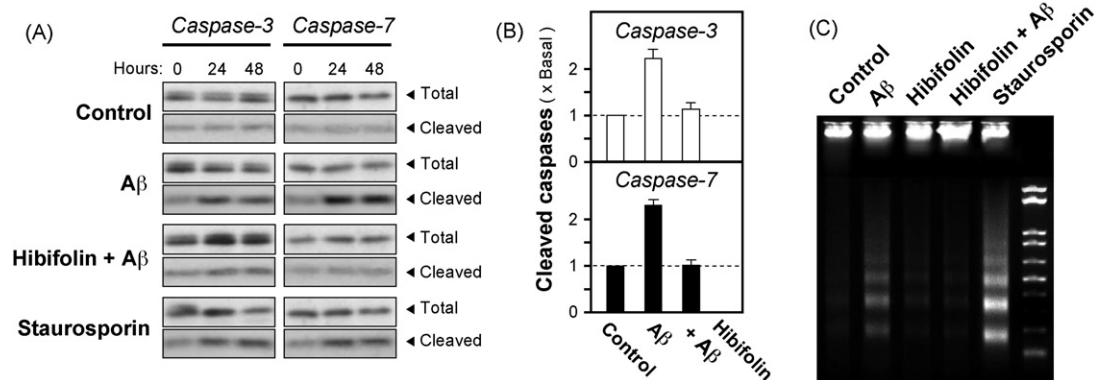 (A)
Caspase-3 Caspase-7
Hours: 0 24 48 0 24 48
Control
Total
Cleaved
Aβ
Total
Cleaved
Hibifolin + Aβ
Total
Cleaved
Staurosporin
Total
Cleaved
(B)
Cleaved caspases ( x Basal )
Caspase-3
2
1
0
Caspase-7
2
1
0
Control
Aβ
+ Aβ
Hibifolin
(C)
Control
Aβ
Hibifolin
Hibifolin + Aβ
Staurosporin